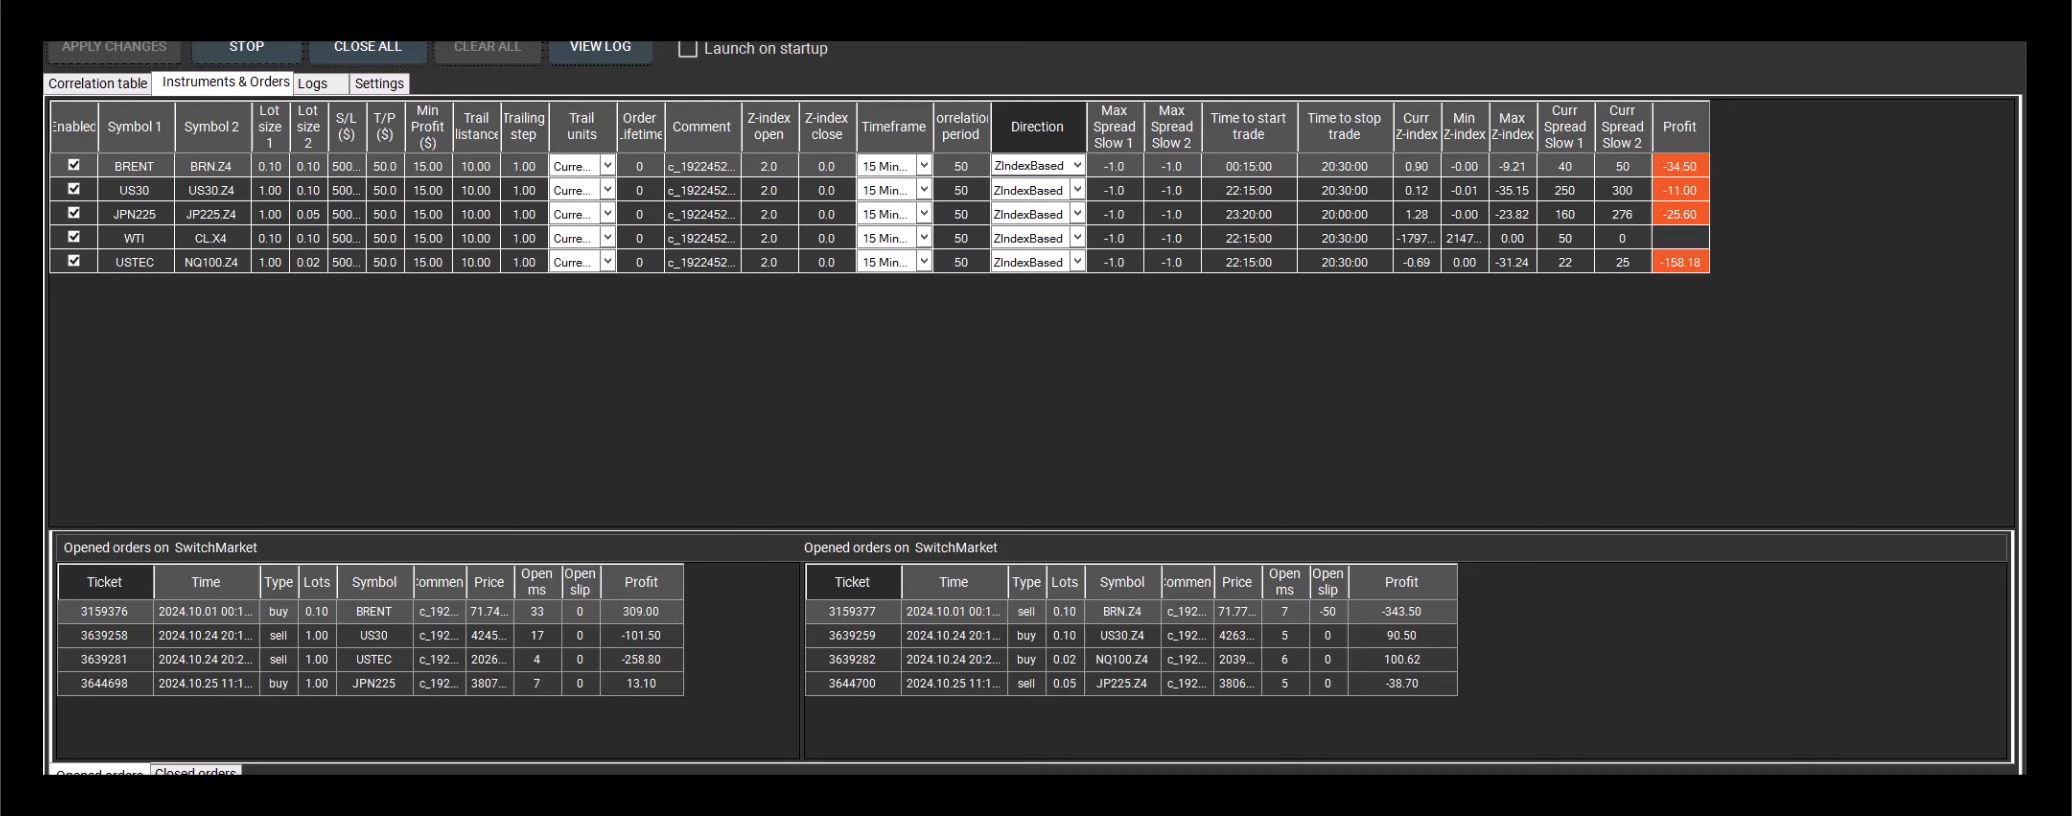 APPLY CHANGES STOP CLOSE ALL CLEAR ALL VIEW LOG Launch on startup
Correlation table Instruments & Orders Logs Settings
Enabled Symbol 1 Symbol 2 Lot size 1 Lot size 2 S/L ($) T/P ($) Min Profit ($) Trail listance Trailing step Trail units Order Lifetime Comment Z-index open Z-index close Timeframe orrelatio period Direction Max Spread Slow 1 Max Spread Slow 2 Time to start trade Time to stop trade Curr Z-index Min Z-index Max Z-index Curr Spread Slow 1 Curr Spread Slow 2 Profit
BRENT BRN.Z4 0.10 0.10 500... 50.0 15.00 10.00 1.00 Curre... 0 c_1922452... 2.0 0.0 15 Min... 50 ZIndexBased -1.0 -1.0 00:15:00 20:30:00 0.90 -0.00 -9.21 40 50 -34.50
US30 US30.Z4 1.00 0.10 500... 50.0 15.00 10.00 1.00 Curre... 0 c_1922452... 2.0 0.0 15 Min... 50 ZIndexBased -1.0 -1.0 22:15:00 20:30:00 0.12 -0.01 -35.15 250 300 -11.00
JPN225 JP225.Z4 1.00 0.05 500... 50.0 15.00 10.00 1.00 Curre... 0 c_1922452... 2.0 0.0 15 Min... 50 ZIndexBased -1.0 -1.0 23:20:00 20:00:00 1.28 -0.00 -23.82 160 276 -25.60
WTI CL.X4 0.10 0.10 500... 50.0 15.00 10.00 1.00 Curre... 0 c_1922452... 2.0 0.0 15 Min... 50 ZIndexBased -1.0 -1.0 22:15:00 20:30:00 -1797... 2147... 0.00 50 0
USTEC NQ100.Z4 1.00 0.02 500... 50.0 15.00 10.00 1.00 Curre... 0 c_1922452... 2.0 0.0 15 Min... 50 ZIndexBased -1.0 -1.0 22:15:00 20:30:00 -0.69 0.00 -31.24 22 25 -158.18
Opened orders on SwitchMarket
Ticket Time Type Lots Symbol :ommen Price Open ms Open slip Profit
3159376 2024.10.01 00:1... buy 0.10 BRENT c_192... 71.74... 33 0 309.00
3639258 2024.10.24 20:1... sell 1.00 US30 c_192... 4245... 17 0 -101.50
3639281 2024.10.24 20:2... sell 1.00 USTEC c_192... 2026... 4 0 -258.80
3644698 2024.10.25 11:1... buy 1.00 JPN225 c_192... 3807... 7 0 13.10
Opened orders on SwitchMarket
Ticket Time Type Lots Symbol :ommen Price Open ms Open slip Profit
3159377 2024.10.01 00:1... sell 0.10 BRN.Z4 c_192... 71.77... 7 -50 -343.50
3639259 2024.10.24 20:1... buy 0.10 US30.Z4 c_192... 4263... 5 0 90.50
3639282 2024.10.24 20:2... buy 0.02 NQ100.Z4 c_192... 2039... 6 0 100.62
3644700 2024.10.25 11:1... sell 0.05 JP225.Z4 c_192... 3806... 5 0 -38.70
Opened orders Closed orders